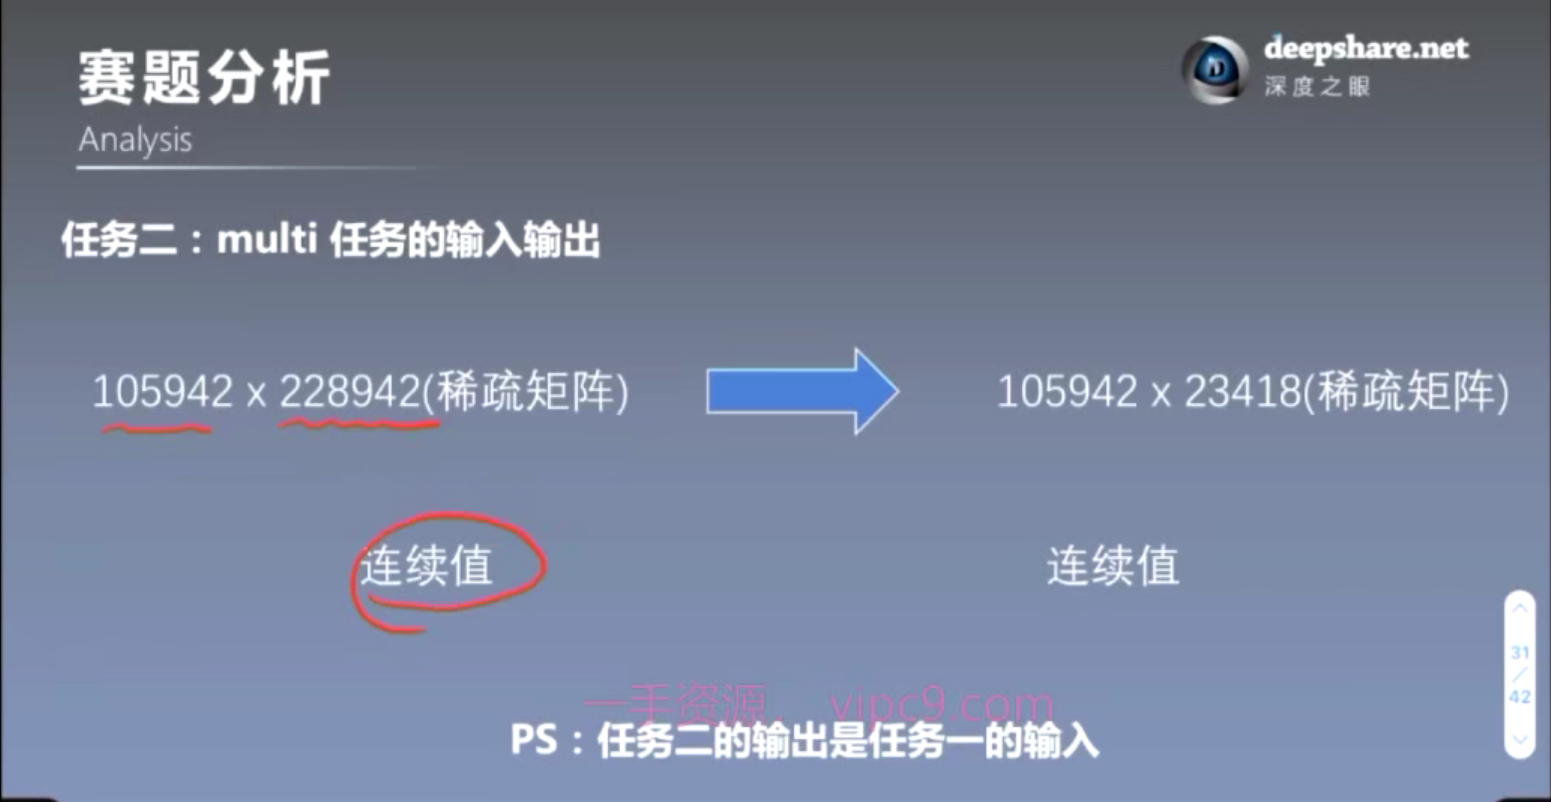 赛题分析
deepshare.net
深度之眼
Analysis
任务二：multi 任务的输入输出
105942 x 228942(稀疏矩阵)
105942 x 23418(稀疏矩阵)
连续值
连续值
31
/
42
一手资源， vipc9.com
PS：任务二的输出是任务一的输入